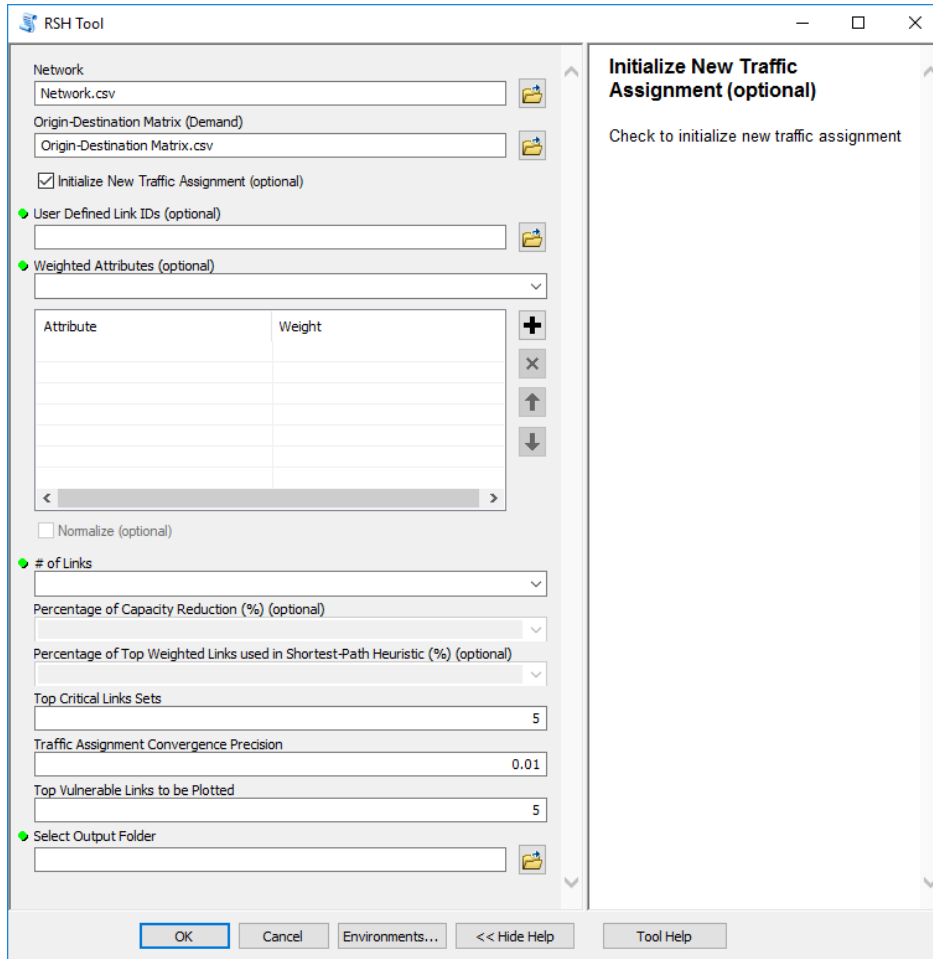 RSH Tool
Network
Network.csv
Origin-Destination Matrix (Demand)
Origin-Destination Matrix.csv
Initialize New Traffic Assignment (optional)
User Defined Link IDs (optional)
Weighted Attributes (optional)
Attribute Weight
Normalize (optional)
# of Links
Percentage of Capacity Reduction (%) (optional)
Percentage of Top Weighted Links used in Shortest-Path Heuristic (%) (optional)
Top Critical Links Sets
5
Traffic Assignment Convergence Precision
0.01
Top Vulnerable Links to be Plotted
5
Select Output Folder
Initialize New Traffic
Assignment (optional)
Check to initialize new traffic assignment
OK Cancel Environments... << Hide Help Tool Help